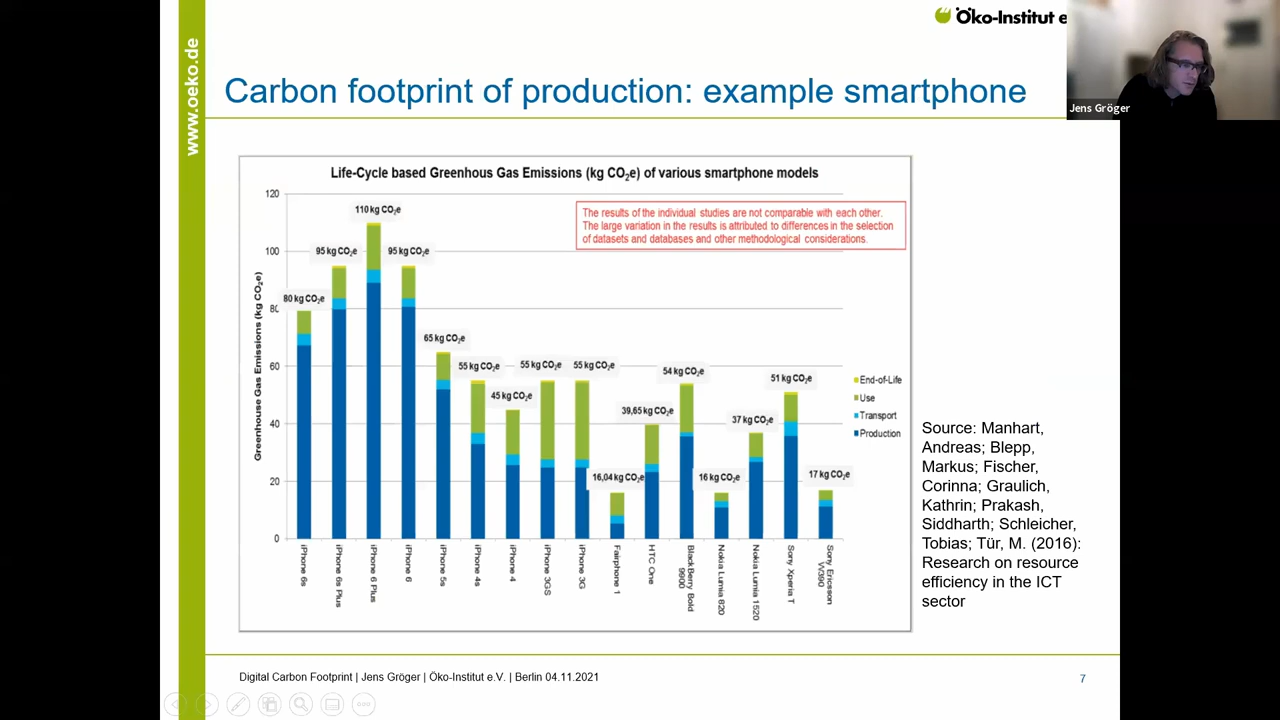 Öko-Institut e
www.oeko.de
Jens Gröger
Carbon footprint of production: example smartphone
Life-Cycle based Greenhous Gas Emissions (kg CO₂e) of various smartphone models
The results of the individual studies are not comparable with each other.
The large variation in the results is attributed to differences in the selection
of datasets and databases and other methodological considerations.
Greenhouse Gas Emissions (kg CO₂e)
120
100
80
60
40
20
0
80 kg CO₂e
95 kg CO₂e
110 kg CO₂e
95 kg CO₂e
65 kg CO₂e
55 kg CO₂e
45 kg CO₂e
55 kg CO₂e
55 kg CO₂e
16,04 kg CO₂e
39,65 kg CO₂e
54 kg CO₂e
16 kg CO₂e
37 kg CO₂e
51 kg CO₂e
17 kg CO₂e
End-of-Life
Use
Transport
Production
iPhone 6s
iPhone 6s Plus
iPhone 6 Plus
iPhone 6
iPhone 5s
iPhone 4s
iPhone 4
iPhone 3GS
iPhone 3G
Fairphone 1
HTC One
BlackBerry Bold
9900
Nokia Lumia 820
Nokia Lumia 1520
Sony Xperia T
Sony Ericsson
W890
Source: Manhart,
Andreas; Blepp,
Markus; Fischer,
Corinna; Graulich,
Kathrin; Prakash,
Siddharth; Schleicher,
Tobias; Tür, M. (2016):
Research on resource
efficiency in the ICT
sector
Digital Carbon Footprint | Jens Gröger | Öko-Institut e.V. | Berlin 04.11.2021
7